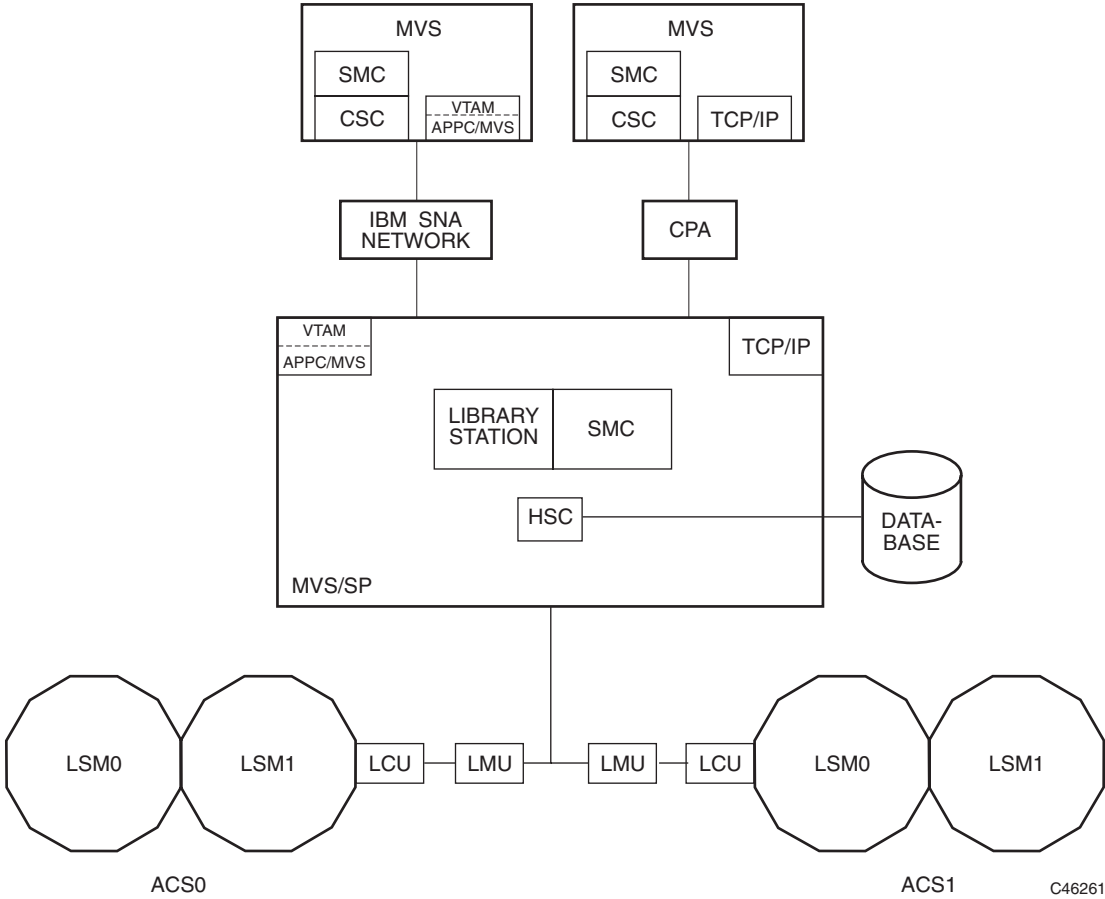 MVS
SMC
CSC
VTAM
APPC/MVS
MVS
SMC
CSC
TCP/IP
IBM SNA
NETWORK
CPA
VTAM
APPC/MVS
TCP/IP
LIBRARY
STATION
SMC
HSC
DATA-
BASE
MVS/SP
LSM0
LSM1
LCU
LMU
LMU
LCU
LSM0
LSM1
ACS0
ACS1
C46261